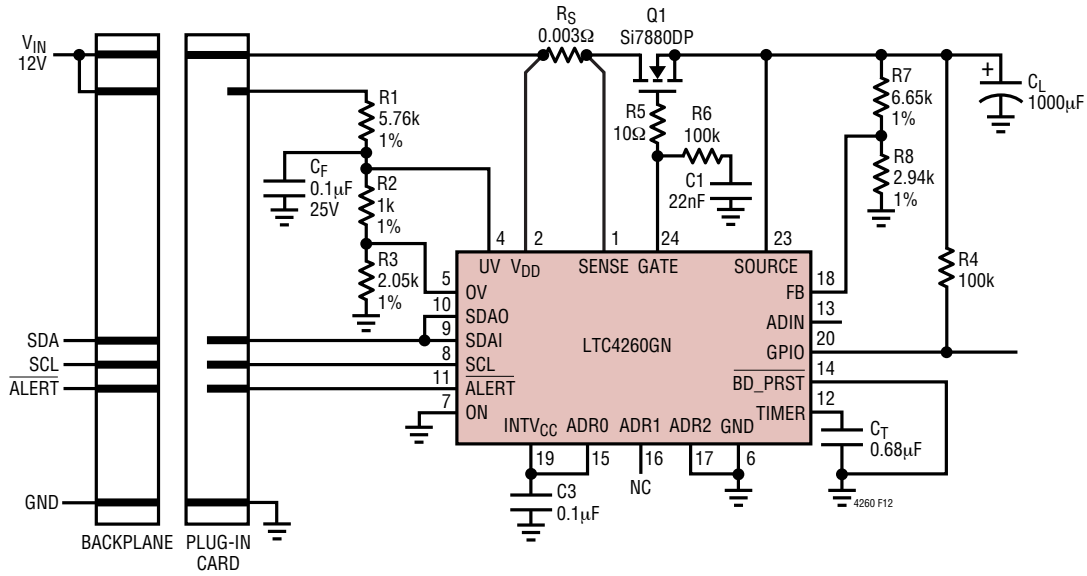 VIN
12V
RS
0.003Ω
Q1
Si7880DP
R1
5.76k
1%
CF
0.1μF
25V
R2
1k
1%
R3
2.05k
1%
R5
10Ω
R6
100k
C1
22nF
R7
6.65k
1%
R8
2.94k
1%
+
CL
1000μF
R4
100k
4
2
1
24
23
UV
VDD
SENSE
GATE
SOURCE
5
OV
10
SDAO
9
SDAI
8
SCL
11
ALERT
7
ON
LTC4260GN
FB
18
ADIN
13
GPIO
20
BD_PRST
14
TIMER
12
INTVCC
ADR0
ADR1
ADR2
GND
19
15
16
17
6
NC
C3
0.1μF
CT
0.68μF
4260 F12
SDA
SCL
ALERT
GND
BACKPLANE
PLUG-IN
CARD